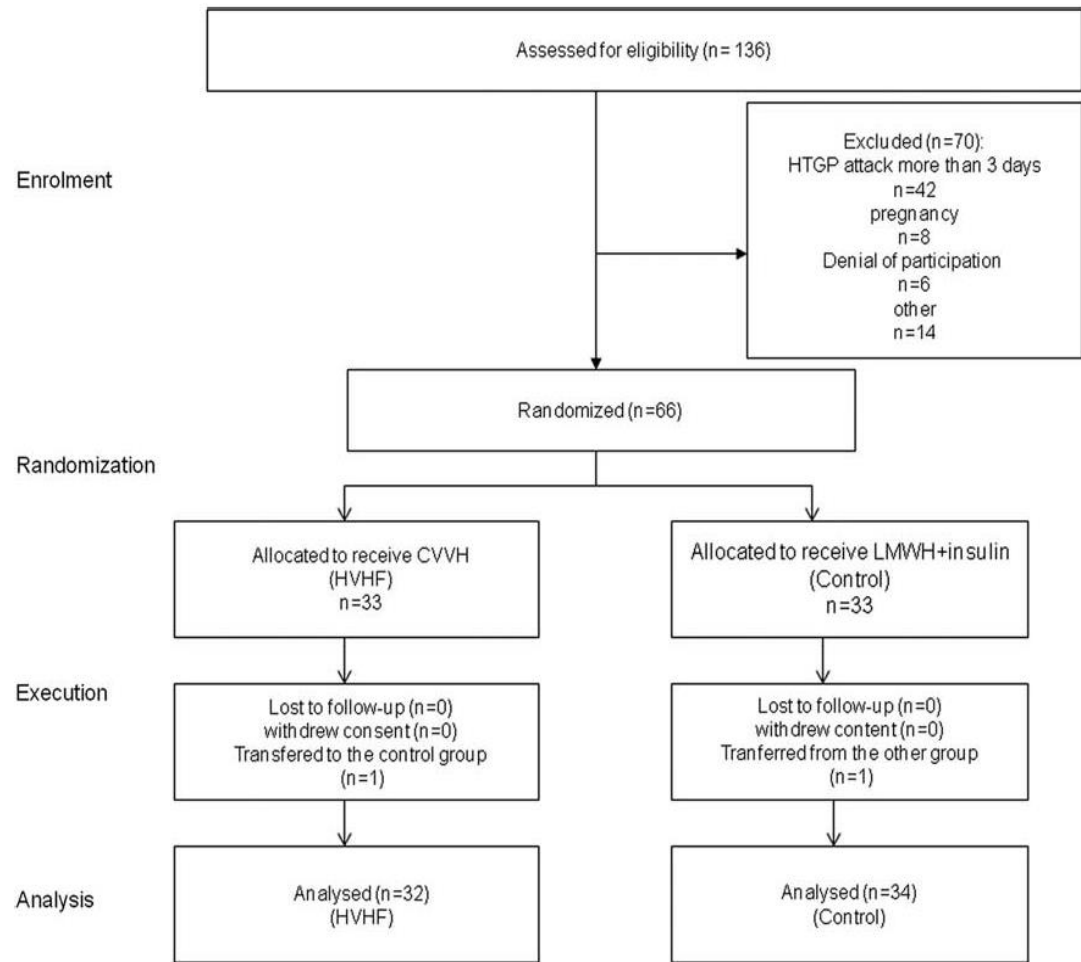 Assessed for eligibility (n= 136)
Enrolment
Excluded (n=70):
HTGP attack more than 3 days
n=42
pregnancy
n=8
Denial of participation
n=6
other
n=14
Randomized (n=66)
Randomization
Allocated to receive CVVH
(HVHF)
n=33
Allocated to receive LMWH+insulin
(Control)
n=33
Execution
Lost to follow-up (n=0)
withdrew consent (n=0)
Transfered to the control group
(n=1)
Lost to follow-up (n=0)
withdrew content (n=0)
Tranferred from the other group
(n=1)
Analysis
Analysed (n=32)
(HVHF)
Analysed (n=34)
(Control)